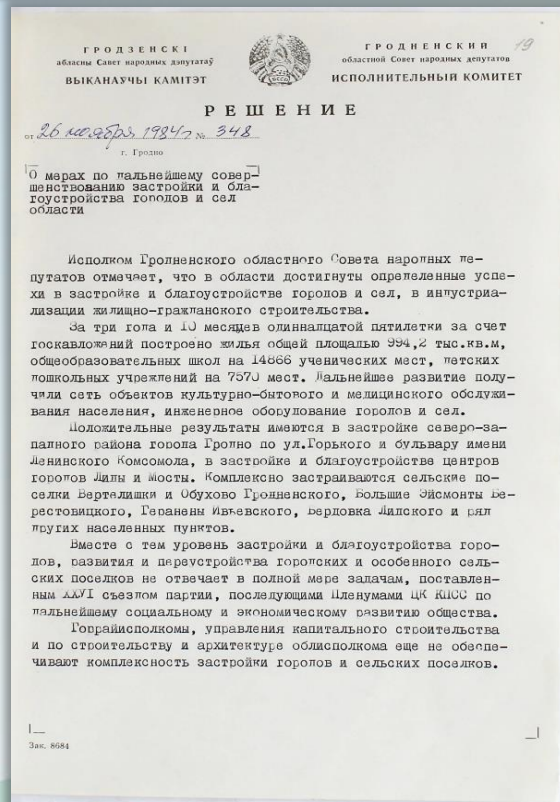 ГРОДЗЕНСКІ
абласны Савет народных дэпутатаў
ВЫКАНАЎЧЫ КАМІТЭТ
ГРОДНЕНСКИЙ
областной Совет народных депутатов
ИСПОЛНИТЕЛЬНЫЙ КОМИТЕТ
19
РЕШЕНИЕ
от 26 ноября 1984 г № 348
г. Гродно
О мерах по дальнейшему совер-
шенствованию застройки и бла-
гоустройства городов и сел
области
Исполком Гродненского областного Совета народных де-
путатов отмечает, что в области достигнуты определенные успе-
хи в застройке и благоустройстве городов и сел, в индустриа-
лизации жилищно-гражданского строительства.
За три года и 10 месяцев одиннадцатой пятилетки за счет
госкавложений построено жилья общей площадью 994,2 тыс.кв.м,
общеобразовательных школ на 14866 ученических мест, детских
дошкольных учреждений на 7570 мест. Дальнейшее развитие полу-
чили сеть объектов культурно-бытового и медицинского обслужи-
вания населения, инженерное оборудование городов и сел.
Положительные результаты имеются в застройке северо-за-
падного района города Гродно по ул.Горького и бульвару имени
Ленинского Комсомола, в застройке и благоустройстве центров
городов Лиды и Мосты. Комплексно застраиваются сельские по-
селки Вертелишки и Обухово Гродненского, Большие Эйсмонты Бе-
рестовицкого, Геранены Ивьевского, Бердовка Лидского и ряд
других населенных пунктов.
Вместе с тем уровень застройки и благоустройства горо-
дов, развития и переустройства городских и особенного сель-
ских поселков не отвечает в полной мере задачам, поставлен-
ным XXVI съездом партии, последующими Пленумами ЦК КПСС по
дальнейшему социальному и экономическому развитию общества.
Горрайисполкомы, управления капитального строительства
и по строительству и архитектуре облисполкома еще не обеспе-
чивают комплексность застройки городов и сельских поселков.
Зак. 8684